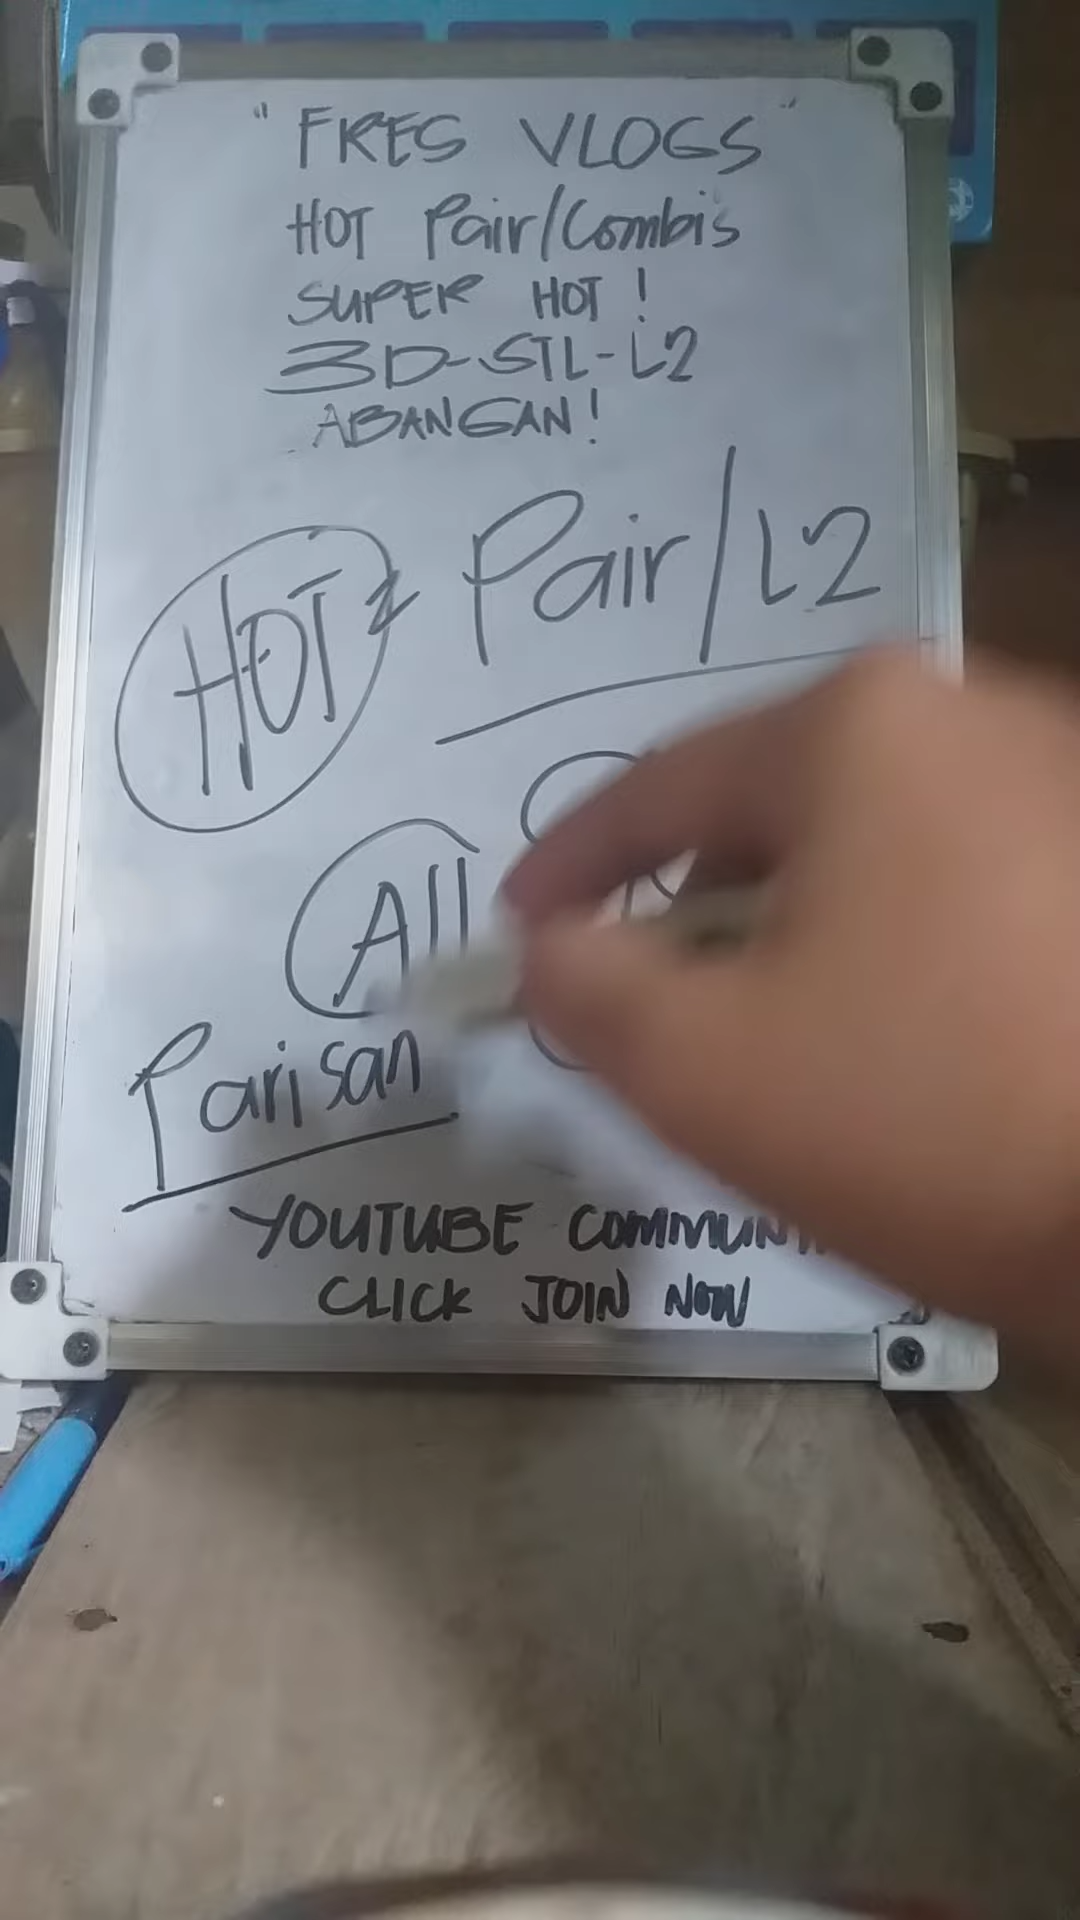 "FRES VLOGS"
HOT Pair/Combis
SUPER HOT !
3D-STL-L2
ABANGAN!
HOT Pair/L2
All
Parisan
YOUTUBE
CLICK JOIN NOW